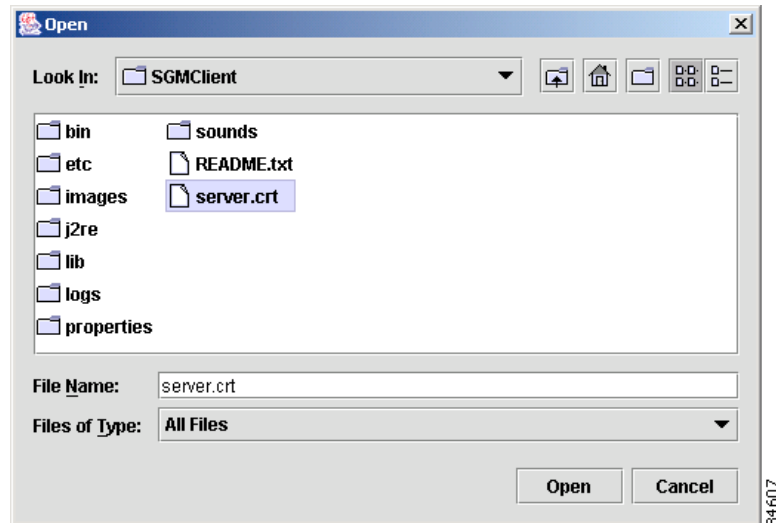 Open
Look In: SGMClient
bin
etc
images
j2re
lib
logs
properties
sounds
README.txt
server.crt
File Name: server.crt
Files of Type: All Files
Open Cancel